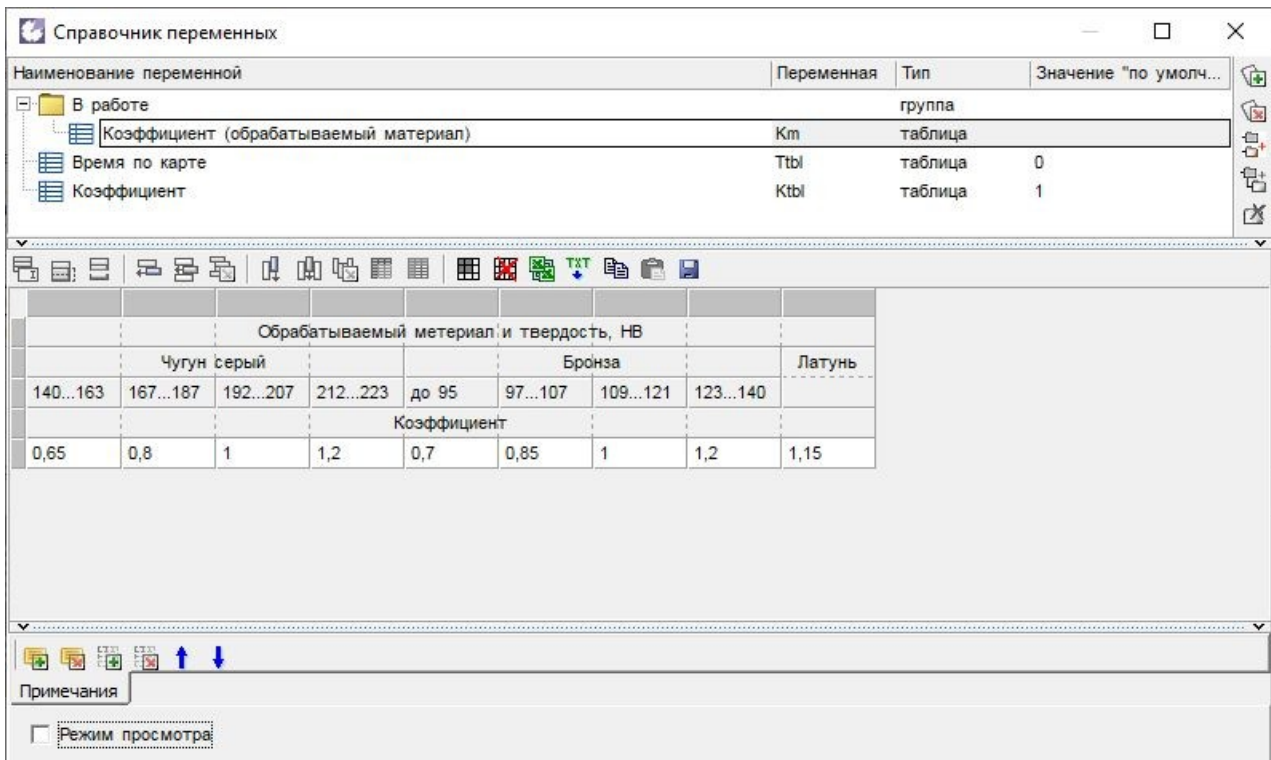 Справочник переменных
Наименование переменной Переменная Тип Значение "по умолч...
В работе группа
Коэффициент (обрабатываемый материал) Km таблица
Время по карте Ttbl таблица 0
Коэффициент Ktbl таблица 1
TXT
Обрабатываемый метериал и твердость, НВ
Чугун серый Бронза Латунь
140...163 167...187 192...207 212...223 до 95 97...107 109...121 123...140
Коэффициент
0,65 0,8 1 1,2 0,7 0,85 1 1,2 1,15
Примечания
Режим просмотра